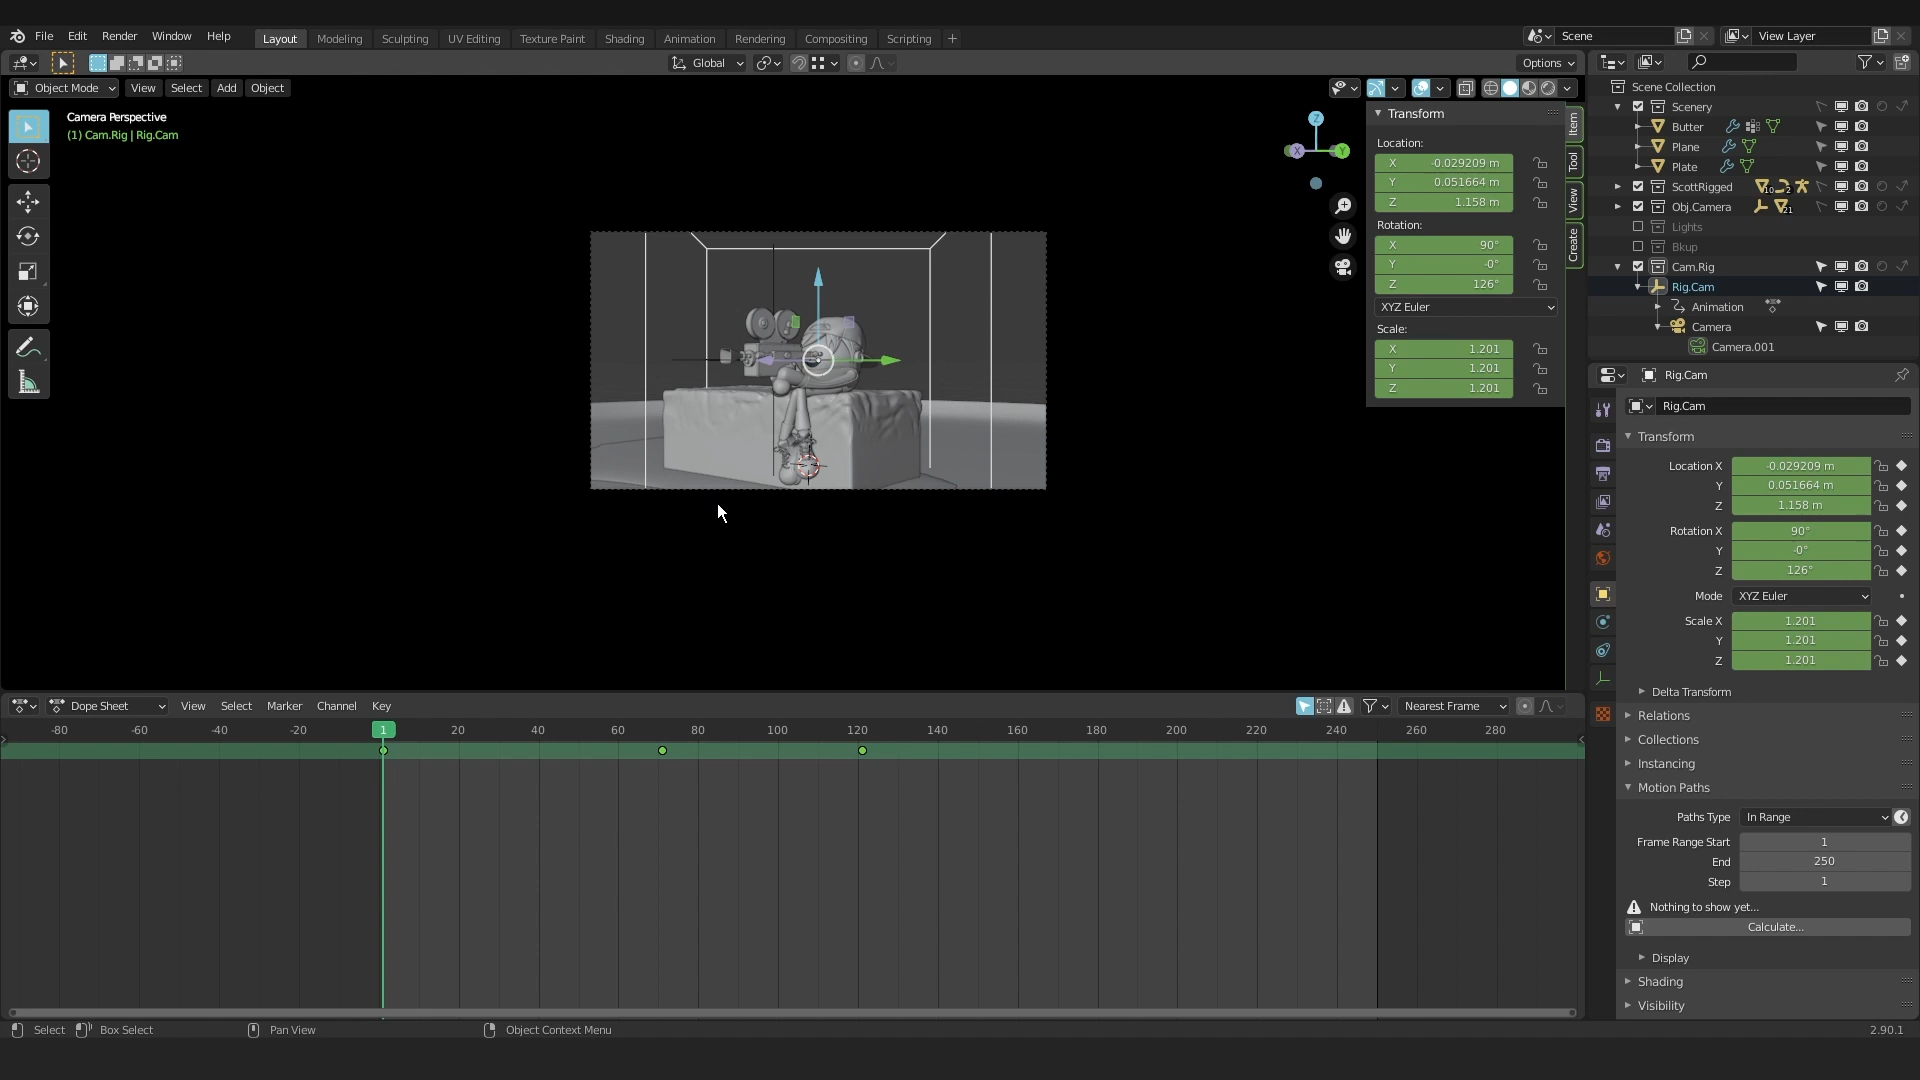 File Edit Render Window Help Layout Modeling Sculpting UV Editing Texture Paint Shading Animation Rendering Compositing Scripting + Scene View Layer
Global Options
Object Mode View Select Add Object
Camera Perspective
(1) Cam.Rig | Rig.Cam
Z
X Y
Transform
Location:
X -0.029209 m
Y 0.051664 m
Z 1.158 m
Rotation:
X 90°
Y -0°
Z 126°
XYZ Euler
Scale:
X 1.201
Y 1.201
Z 1.201
Item
Tool
View
Create
Scene Collection
Scenery
Butter
Plane
Plate
ScottRigged 10 2
Obj.Camera 21
Lights
Bkup
Cam.Rig
Rig.Cam
Animation
Camera
Camera.001
Rig.Cam
Rig.Cam
Transform
Location X -0.029209 m
Y 0.051664 m
Z 1.158 m
Rotation X 90°
Y -0°
Z 126°
Mode XYZ Euler
Scale X 1.201
Y 1.201
Z 1.201
Delta Transform
Relations
Collections
Instancing
Motion Paths
Paths Type In Range
Frame Range Start 1
End 250
Step 1
Nothing to show yet...
Calculate...
Display
Shading
Visibility
Dope Sheet View Select Marker Channel Key Nearest Frame
-80 -60 -40 -20 1 20 40 60 80 100 120 140 160 180 200 220 240 260 280
Select Box Select Pan View Object Context Menu 2.90.1